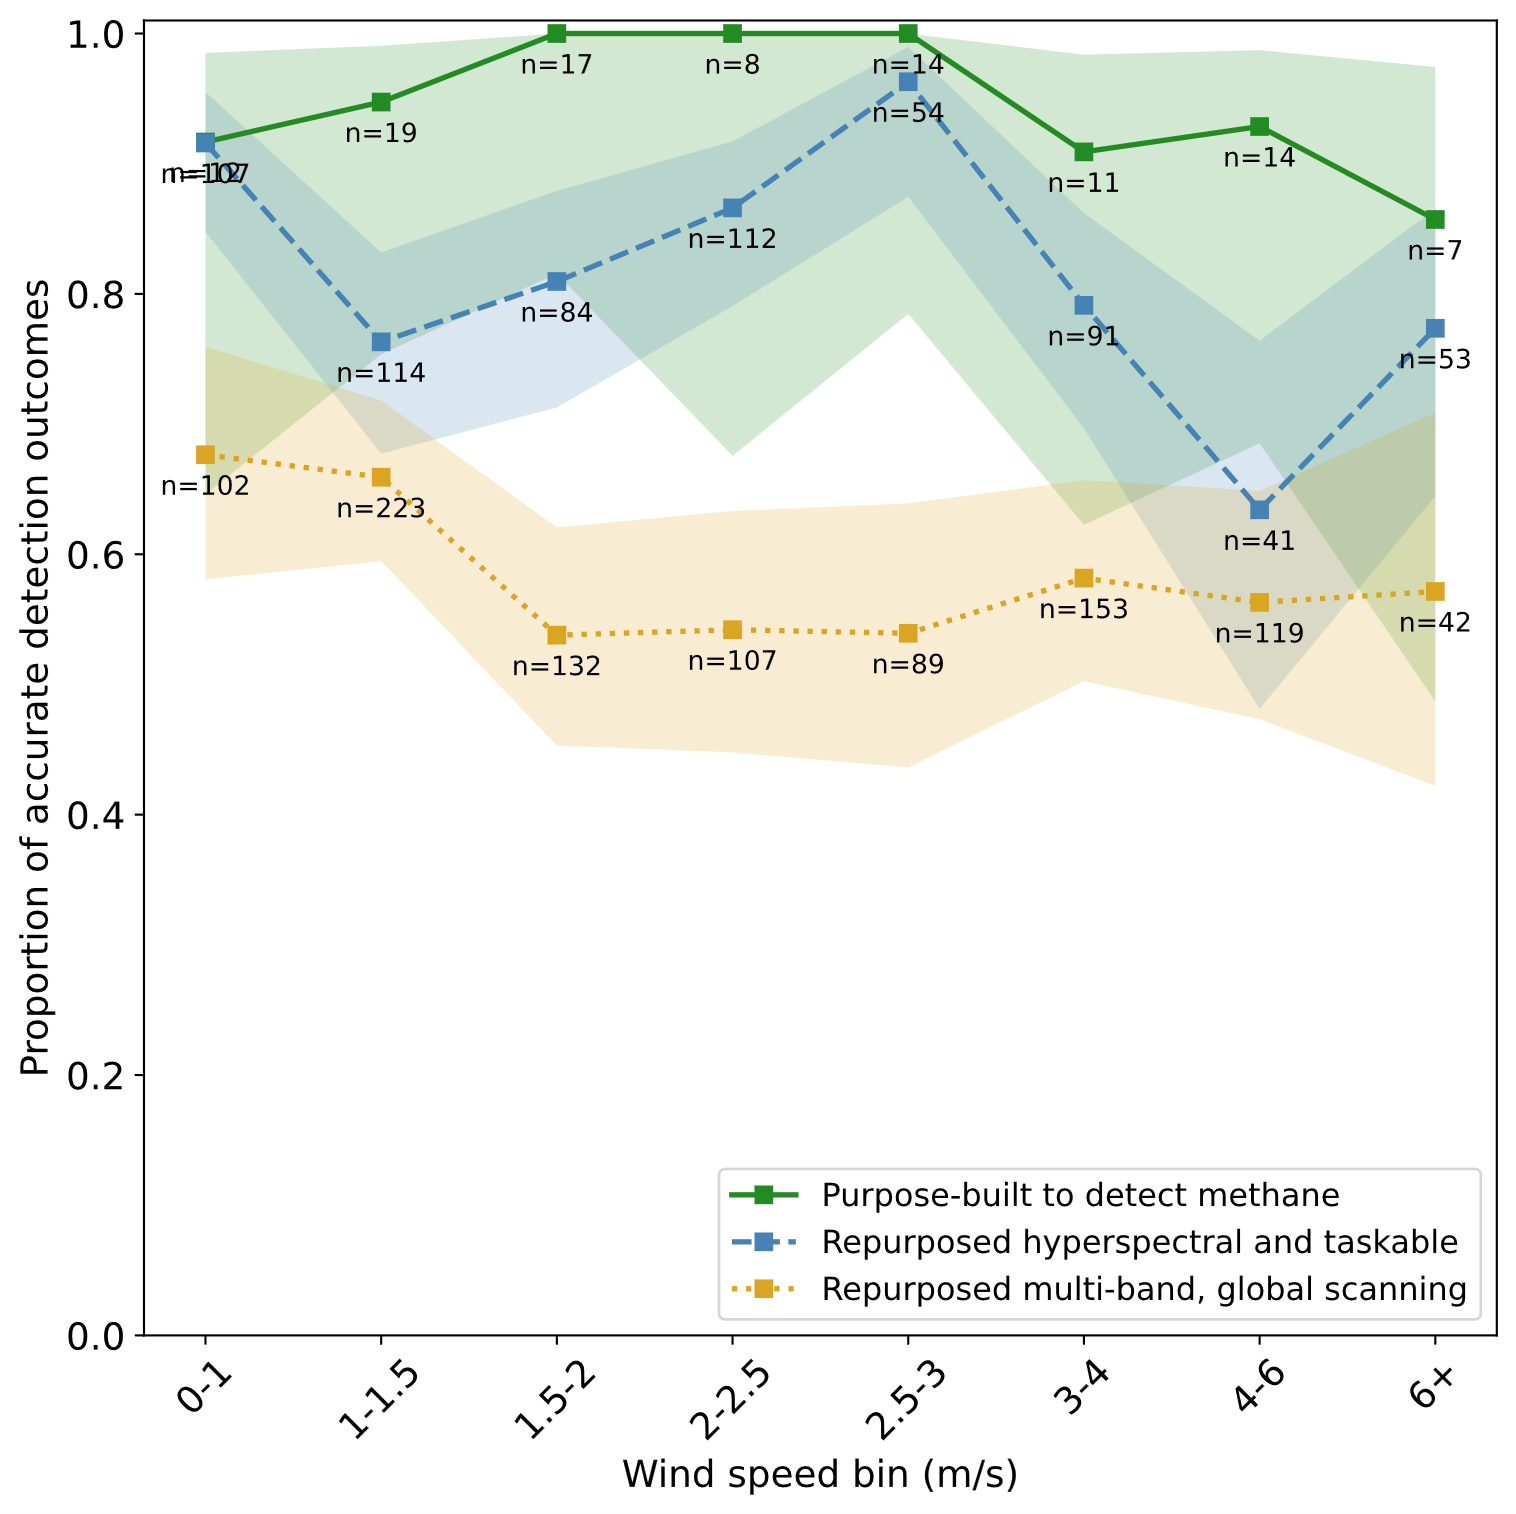 Proportion of accurate detection outcomes
1.0
0.8
0.6
0.4
0.2
0.0
n=12
n=107
n=19
n=17
n=8
n=14
n=54
n=11
n=14
n=7
n=114
n=84
n=112
n=91
n=41
n=53
n=102
n=223
n=132
n=107
n=89
n=153
n=119
n=42
Purpose-built to detect methane
Repurposed hyperspectral and taskable
Repurposed multi-band, global scanning
0-1
1-1.5
1.5-2
2-2.5
2.5-3
3-4
4-6
6+
Wind speed bin (m/s)